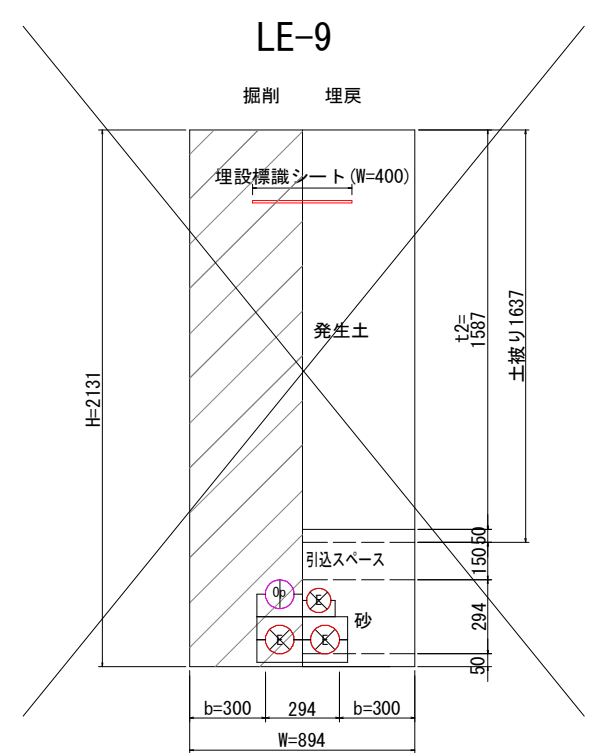 LE-9
掘削 埋戻
埋設標識シート(W=400)
発生土
t2=
1587
土被り1637
H=2131
50
150
引込スペース
294
Op
E
砂
E
E
50
b=300
294
b=300
W=894